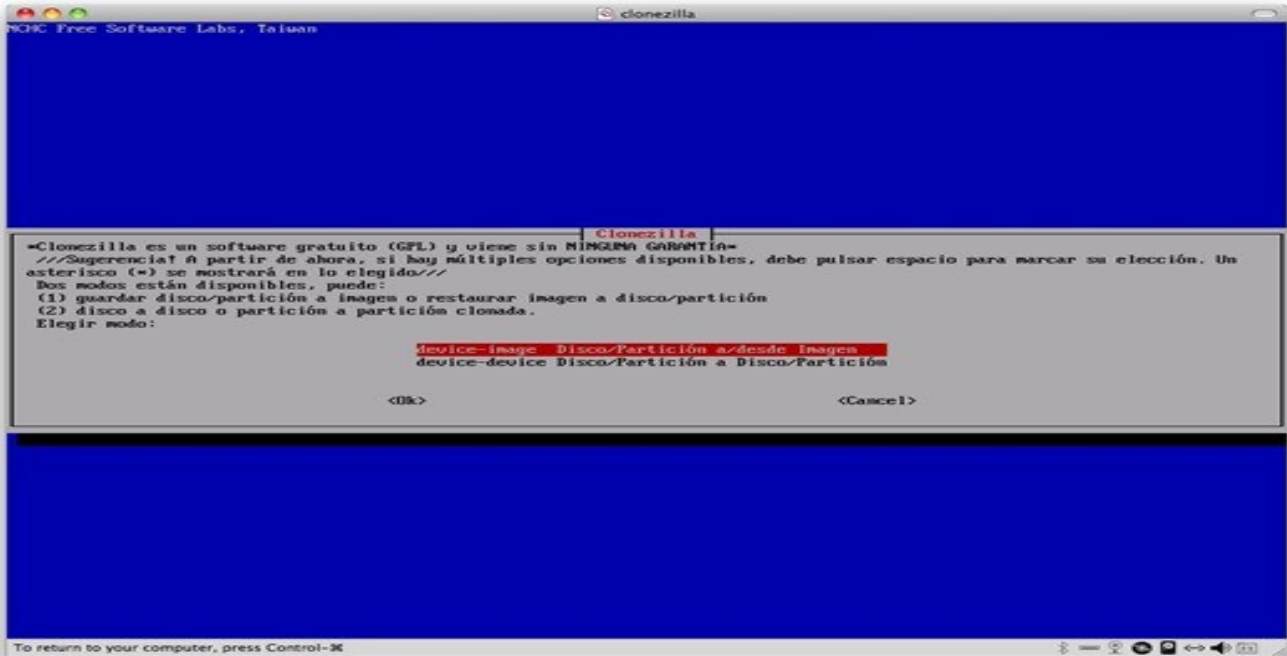 clonezilla
NCHC Free Software Labs, Taiwan
Clonezilla
*Clonezilla es un software gratuito (GPL) y viene sin NINGUNA GARANTÍA*
///Sugerencia! A partir de ahora, si hay múltiples opciones disponibles, debe pulsar espacio para marcar su elección. Un
asterisco (*) se mostrará en lo elegido///
Dos modos están disponibles, puede:
(1) guardar disco/partición a imagen o restaurar imagen a disco/partición
(2) disco a disco o partición a partición clonada.
Elegir modo:
device-image Disco/Partición a/desde Imagen
device-device Disco/Partición a Disco/Partición
<Ok> <Cancel>
To return to your computer, press Control-⌘